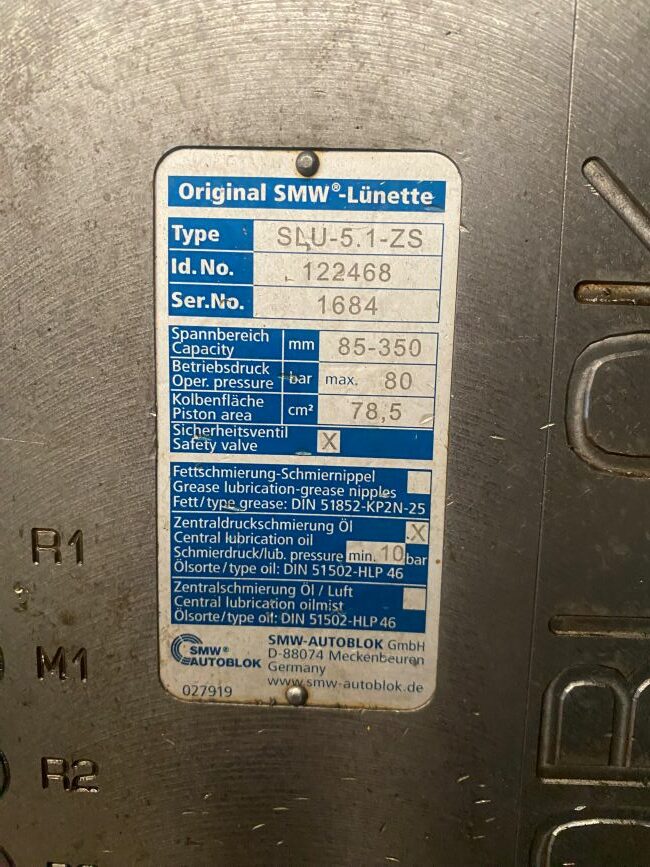 Original SMW®-Lünette
Type SLU-5.1-ZS
Id.No. 122468
Ser.No. 1684
Spannbereich
Capacity mm 85-350
Betriebsdruck
Oper. pressure bar max. 80
Kolbenfläche
Piston area cm² 78,5
Sicherheitsventil
Safety valve X
Fettschmierung-Schmiernippel
Grease lubrication-grease nipples
Fett/type grease: DIN 51852-KP2N-25
Zentraldruckschmierung Öl X
Central lubrication oil
Schmierdruck/lub. pressure min. 10 bar
Ölsorte/type oil: DIN 51502-HLP 46
Zentralschmierung Öl / Luft
Central lubrication oilmist
Ölsorte/type oil: DIN 51502-HLP 46
SMW®
AUTOBLOK
SMW-AUTOBLOK GmbH
D-88074 Meckenbeuren
Germany
027919 www.smw-autoblok.de
R1
M1
R2